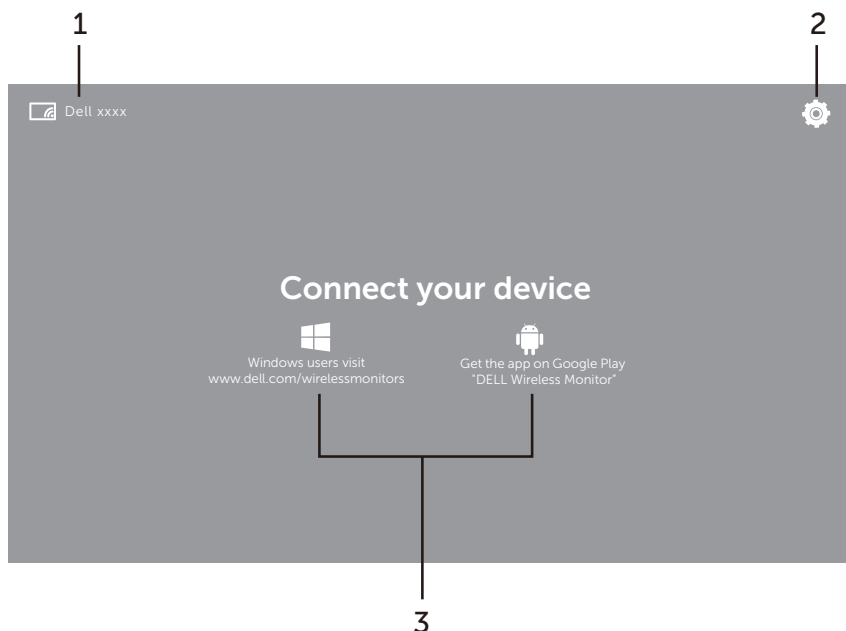 1
2
Dell xxxx
Connect your device
Windows users visit
www.dell.com/wirelessmonitors
Get the app on Google Play
"DELL Wireless Monitor"
3